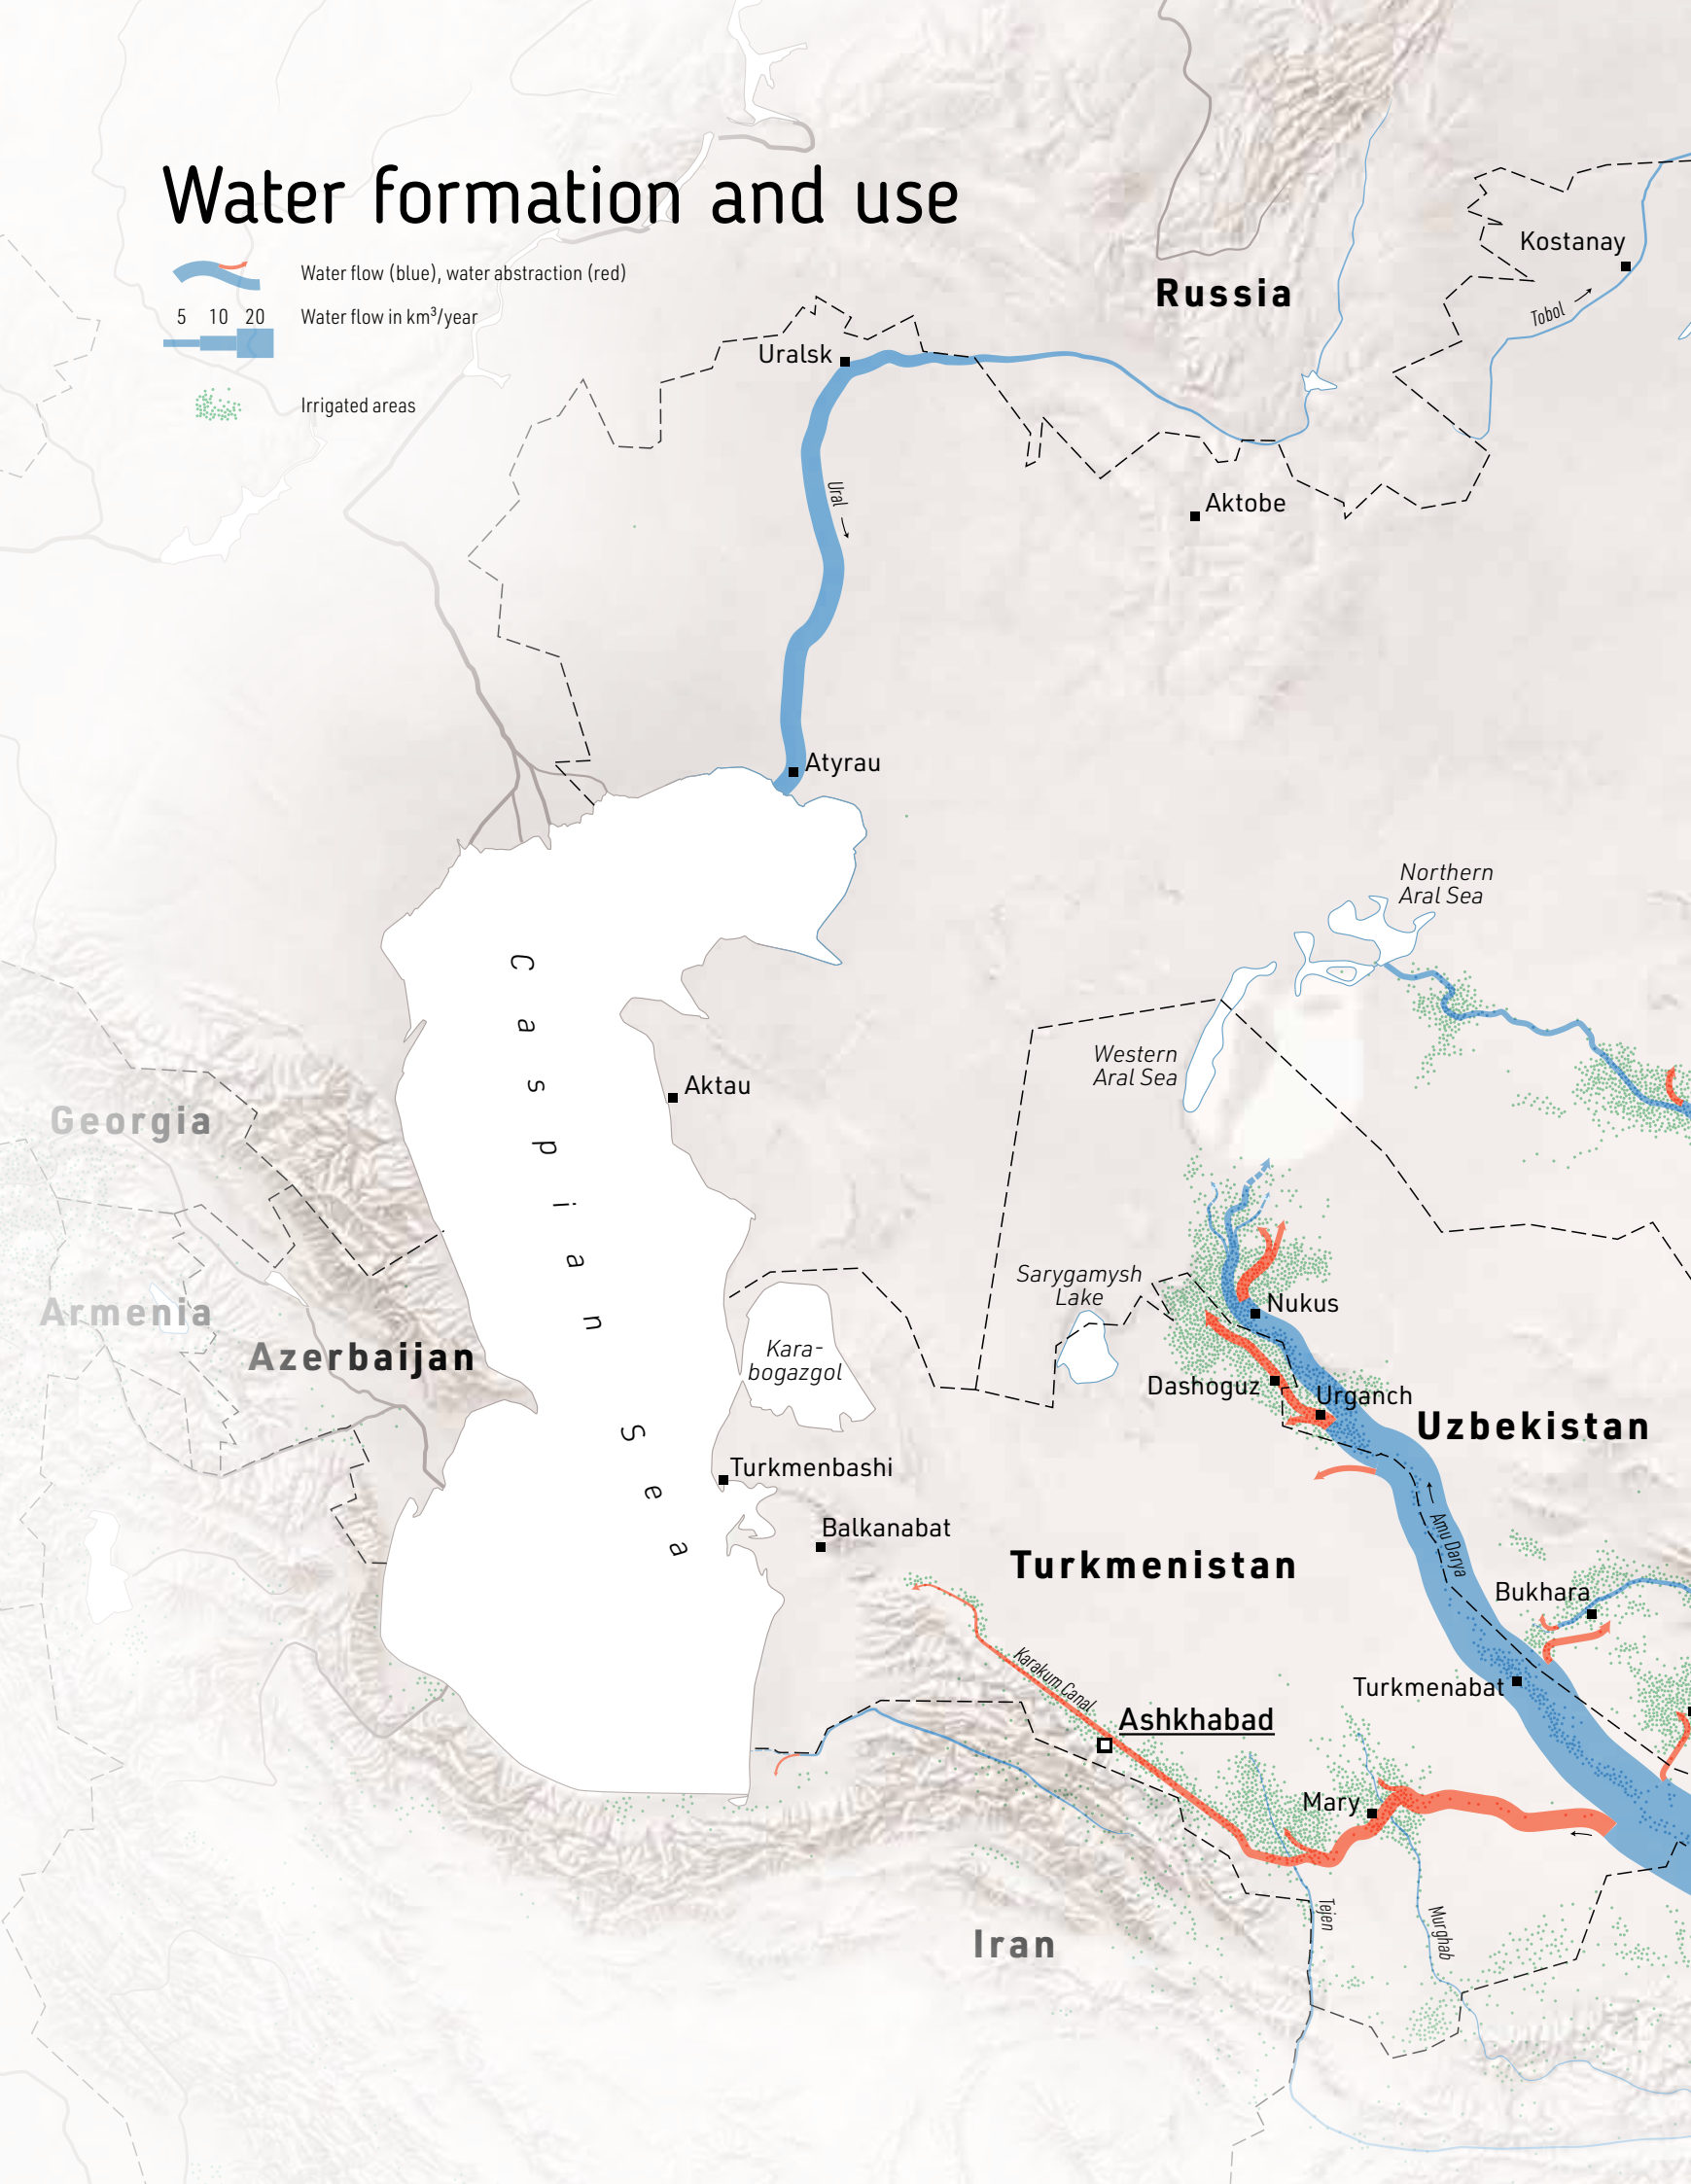 Water formation and use
Water flow (blue), water abstraction (red)
5 10 20
Water flow in km³/year
Irrigated areas
Kostanay
Russia
Tobol
Uralsk
Ural
Aktobe
Atyrau
Northern
Aral Sea
Caspian Sea
Western
Aral Sea
Aktau
Georgia
Sarygamysh
Lake
Nukus
Armenia
Azerbaijan
Kara-
bogazgol
Dashoguz
Urganch
Uzbekistan
Turkmenbashi
Balkanabat
Amu Darya
Turkmenistan
Bukhara
Karakum Canal
Turkmenabat
Ashkhabad
Mary
Tejen
Murghab
Iran